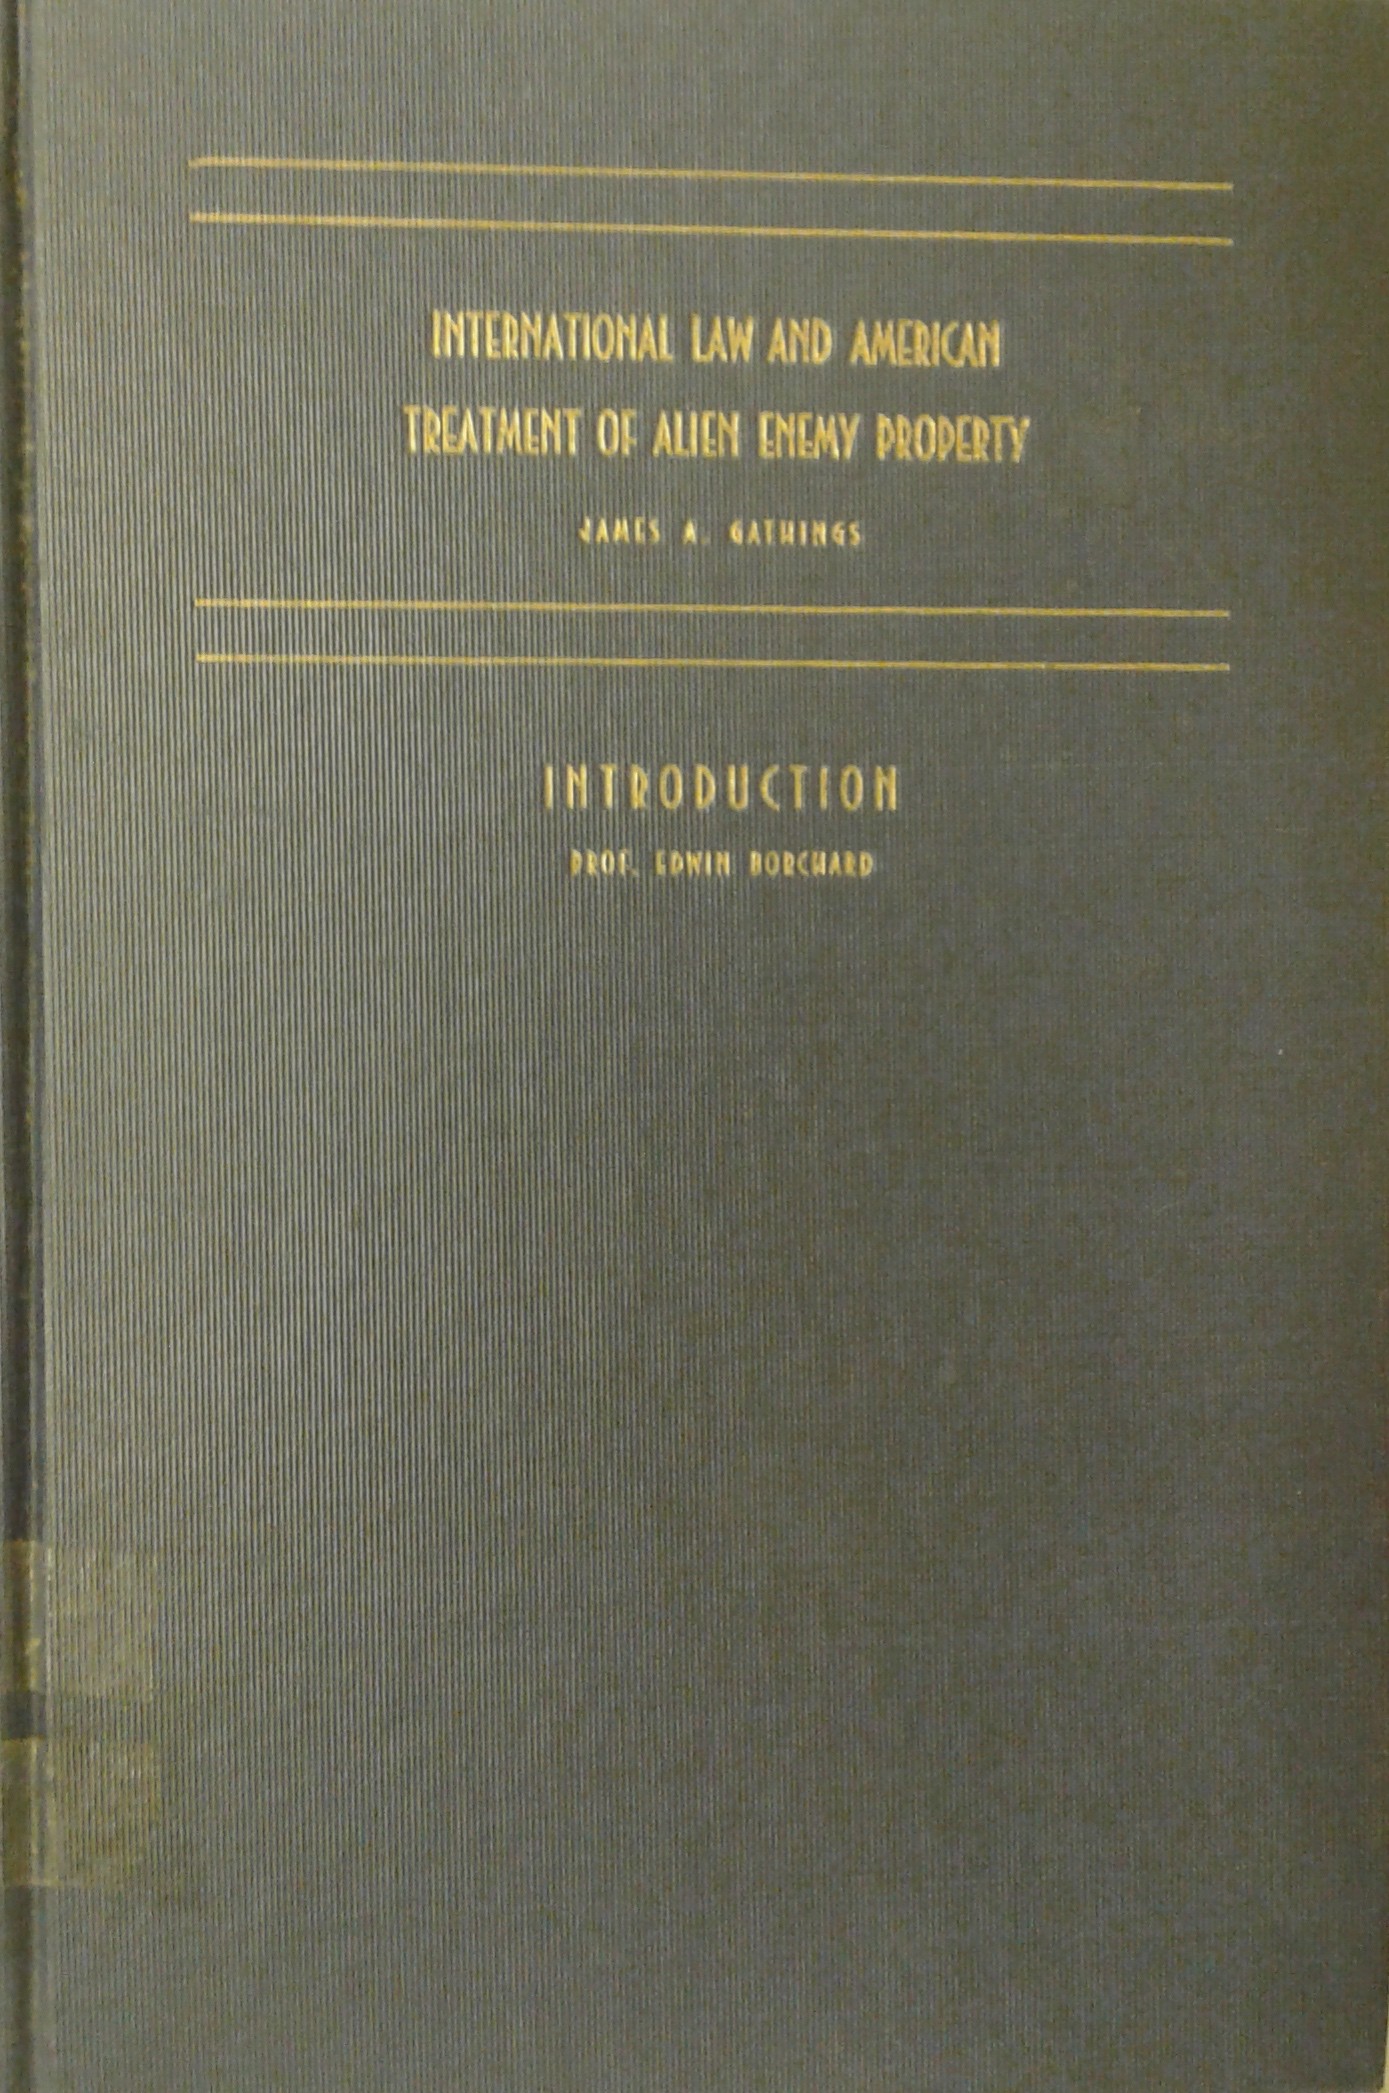 INTERNATIONAL LAW AND AMERICAN
TREATMENT OF ALIEN ENEMY PROPERTY
JAMES A. GATHINGS
INTRODUCTION
PROF. EDWIN BORCHARD